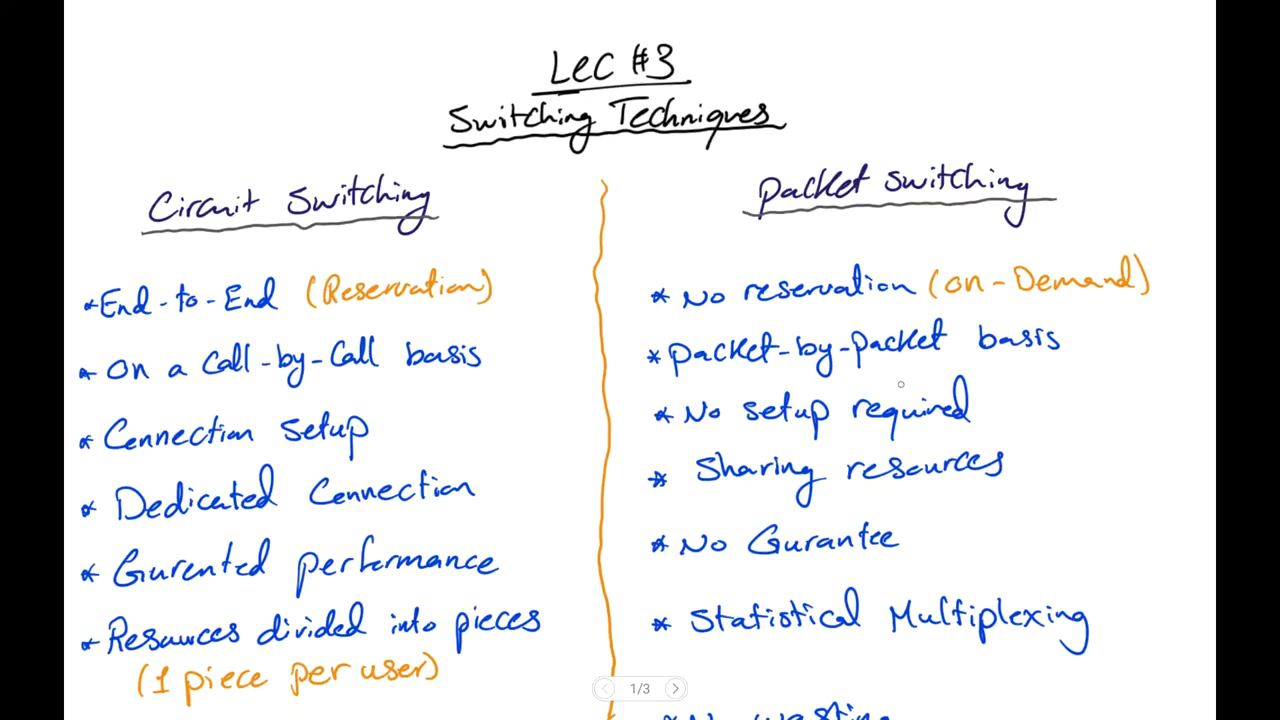 Lec #3
Switching Techniques
Circuit Switching
* End-to-End (Reservation)
* On a Call-by-Call basis
* Connection setup
* Dedicated Connection
* Gurented performance
* Resources divided into pieces
(1 piece per user)
Packet switching
* No reservation (on-Demand)
* Packet-by-packet basis
* No setup required
* Sharing resources
* No Gurantee
* Statistical Multiplexing
* No wasting
1/3